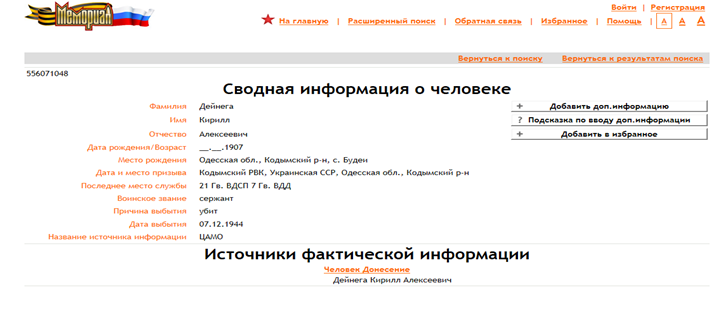 Мемориал
Войти | Регистрация
На главную | Расширенный поиск | Обратная связь | Избранное | Помощь | А А А
Вернуться к поиску Вернуться к результатам поиска
556071048
Сводная информация о человеке
Фамилия Дейнега
+ Добавить доп.информацию
Имя Кирилл
? Подсказка по вводу доп.информации
Отчество Алексеевич
+ Добавить в избранное
Дата рождения/Возраст __.__.1907
Место рождения Одесская обл., Кодымский р-н, с. Будеи
Дата и место призыва Кодымский РВК, Украинская ССР, Одесская обл., Кодымский р-н
Последнее место службы 21 Гв. ВДСП 7 Гв. ВДД
Воинское звание сержант
Причина выбытия убит
Дата выбытия 07.12.1944
Название источника информации ЦАМО
Источники фактической информации
Человек Донесение
Дейнега Кирилл Алексеевич